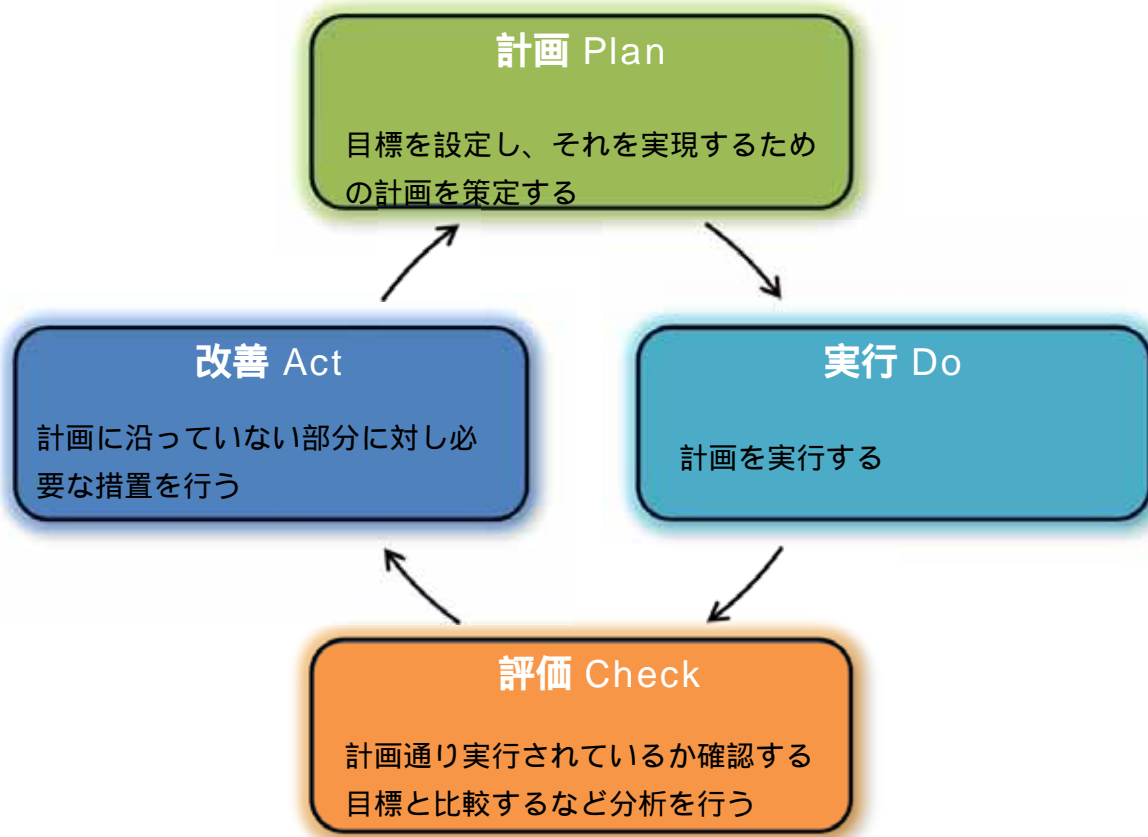 計画 Plan
目標を設定し、それを実現するため
の計画を策定する
改善 Act
計画に沿っていない部分に対し必
要な措置を行う
実行 Do
計画を実行する
評価 Check
計画通り実行されているか確認する
目標と比較するなど分析を行う